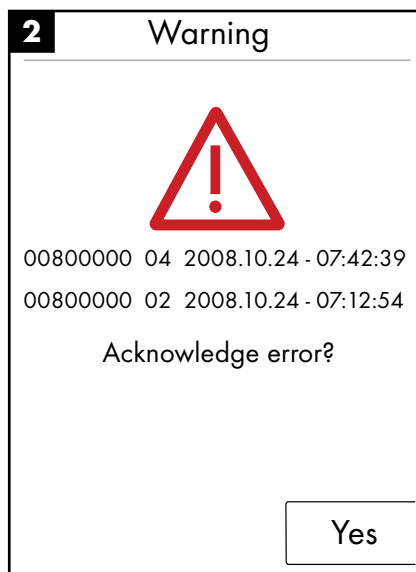 2 Warning
00800000 04 2008.10.24 - 07:42:39
00800000 02 2008.10.24 - 07:12:54
Acknowledge error?
Yes